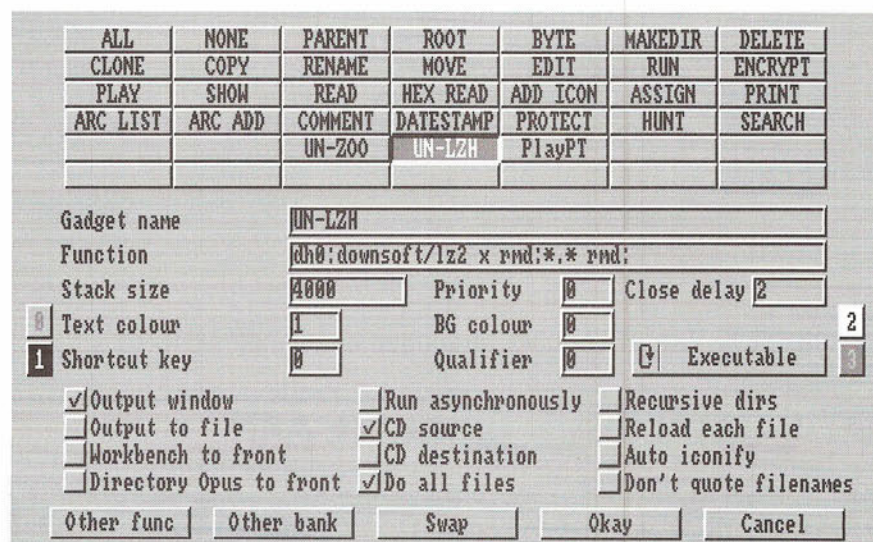 ALL NONE PARENT ROOT BYTE MAKEDIR DELETE
CLONE COPY RENAME MOVE EDIT RUN ENCRYPT
PLAY SHOW READ HEX READ ADD ICON ASSIGN PRINT
ARC LIST ARC ADD COMMENT DATESTAMP PROTECT HUNT SEARCH
UN-ZOO UN-LZH PlayPT
Gadget name UN-LZH
Function dh0:downsoft/lz2 x rmd:*.* rmd:
Stack size 4000 Priority 0 Close delay 2
0 Text colour 1 BG colour 0 2
1 Shortcut key 0 Qualifier 0 Executable 3
Output window Run asynchronously Recursive dirs
Output to file CD source Reload each file
Workbench to front CD destination Auto iconify
Directory Opus to front Do all files Don't quote filenames
Other func Other bank Swap Okay Cancel